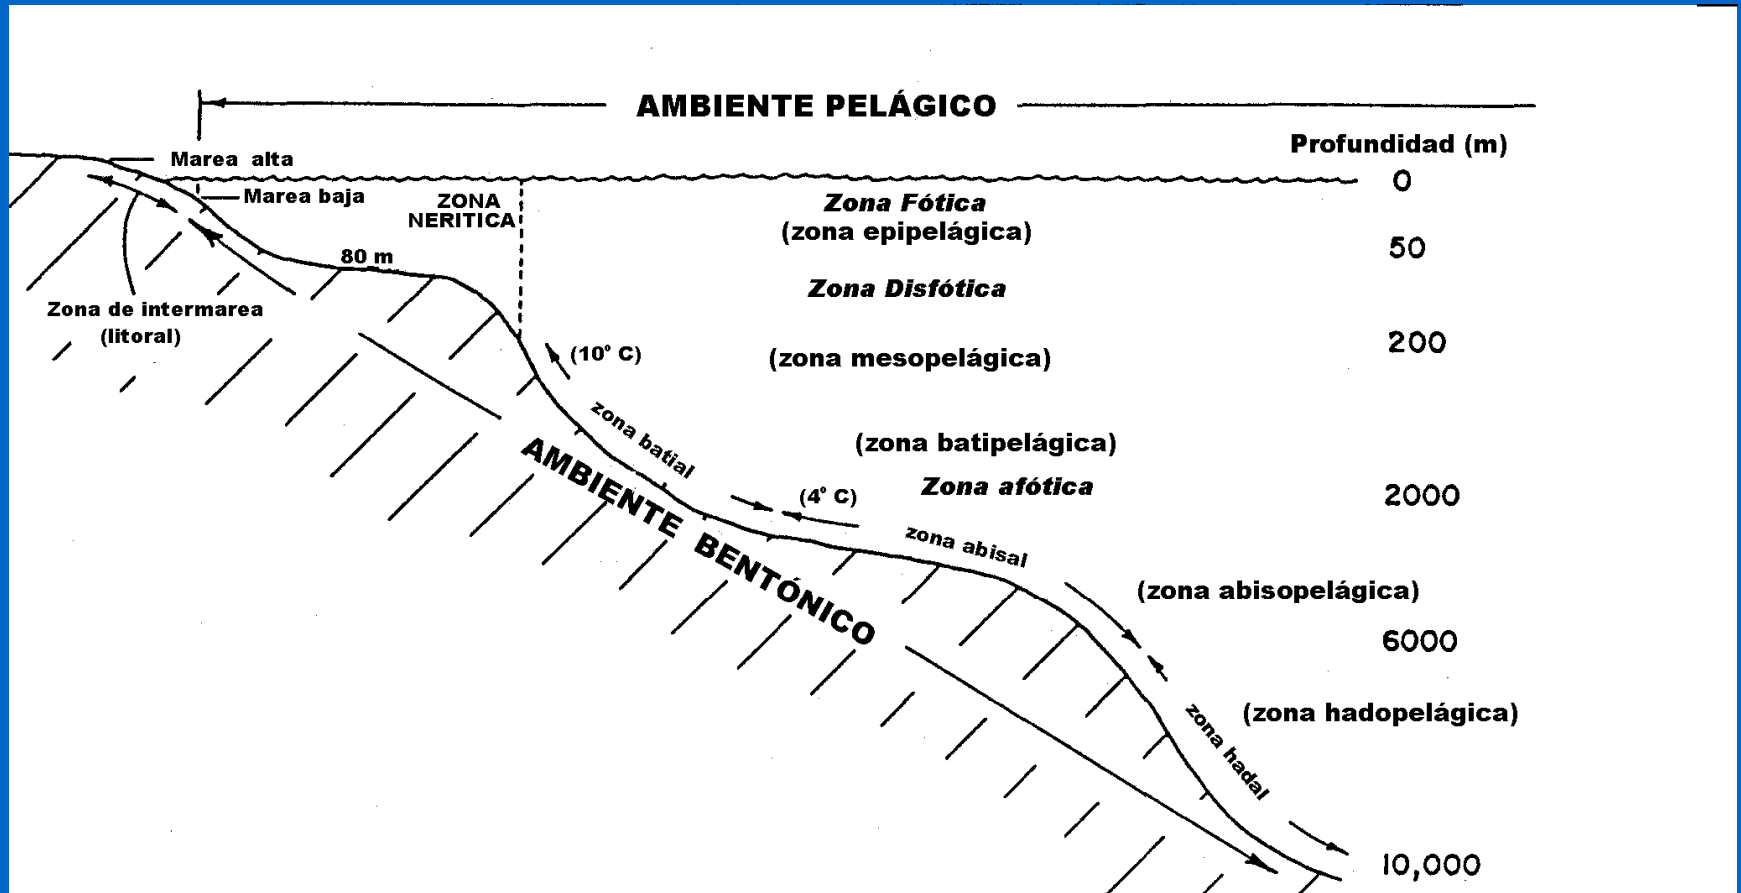 AMBIENTE PELÁGICO
Profundidad (m)
Marea alta
0
Marea baja
ZONA
NERITICA
Zona Fótica
(zona epipelágica)
50
80 m
Zona Disfótica
Zona de intermarea
(litoral)
200
(10° C)
(zona mesopelágica)
zona batial
(zona batipelágica)
AMBIENTE BENTÓNICO
Zona afótica
(4° C)
2000
zona abisal
(zona abisopelágica)
6000
(zona hadopelágica)
zona hadal
10,000